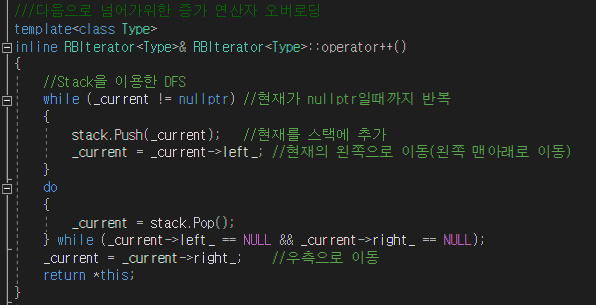 ///다음으로 넘어가위한 증가 연산자 오버로딩
template<class Type>
inline RBIterator<Type>& RBIterator<Type>::operator++()
{
//Stack을 이용한 DFS
while (_current != nullptr) //현재가 nullptr일때까지 반복
{
stack.Push(_current); //현재를 스택에 추가
_current = _current->left_; //현재의 왼쪽으로 이동(왼쪽 맨아래로 이동)
}
do
{
_current = stack.Pop();
} while (_current->left_ == NULL && _current->right_ == NULL);
_current = _current->right_; //우측으로 이동
return *this;
}